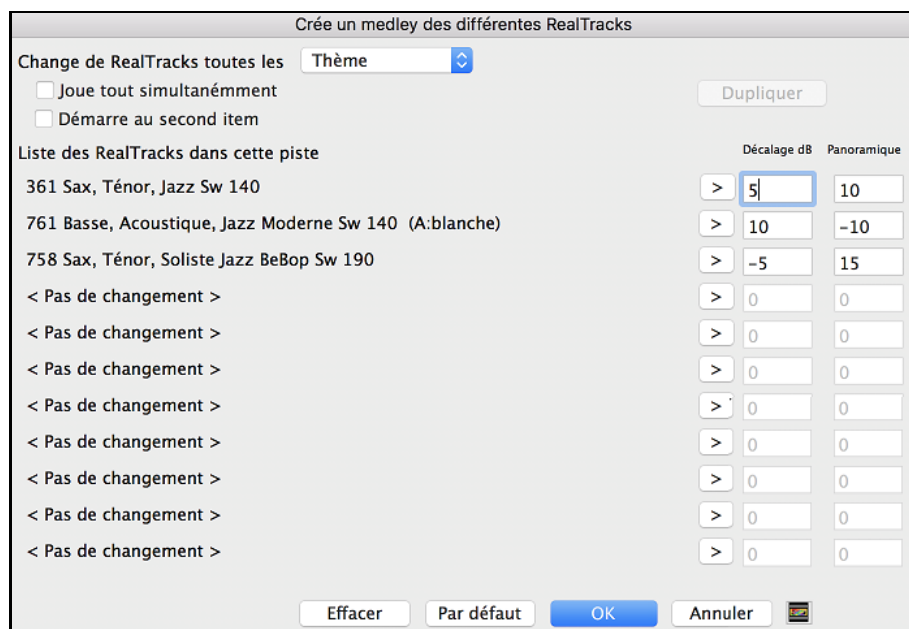 Crée un medley des différentes RealTracks
Change de RealTracks toutes les Thème
Joue tout simultanémment
Dupliquer
Démarre au second item
Liste des RealTracks dans cette piste Décalage dB Panoramique
361 Sax, Ténor, Jazz Sw 140 > 5 10
761 Basse, Acoustique, Jazz Moderne Sw 140 (A:blanche) > 10 -10
758 Sax, Ténor, Soliste Jazz BeBop Sw 190 > -5 15
< Pas de changement > > 0 0
< Pas de changement > > 0 0
< Pas de changement > > 0 0
< Pas de changement > > 0 0
< Pas de changement > > 0 0
< Pas de changement > > 0 0
< Pas de changement > > 0 0
< Pas de changement > > 0 0
Effacer Par défaut OK Annuler